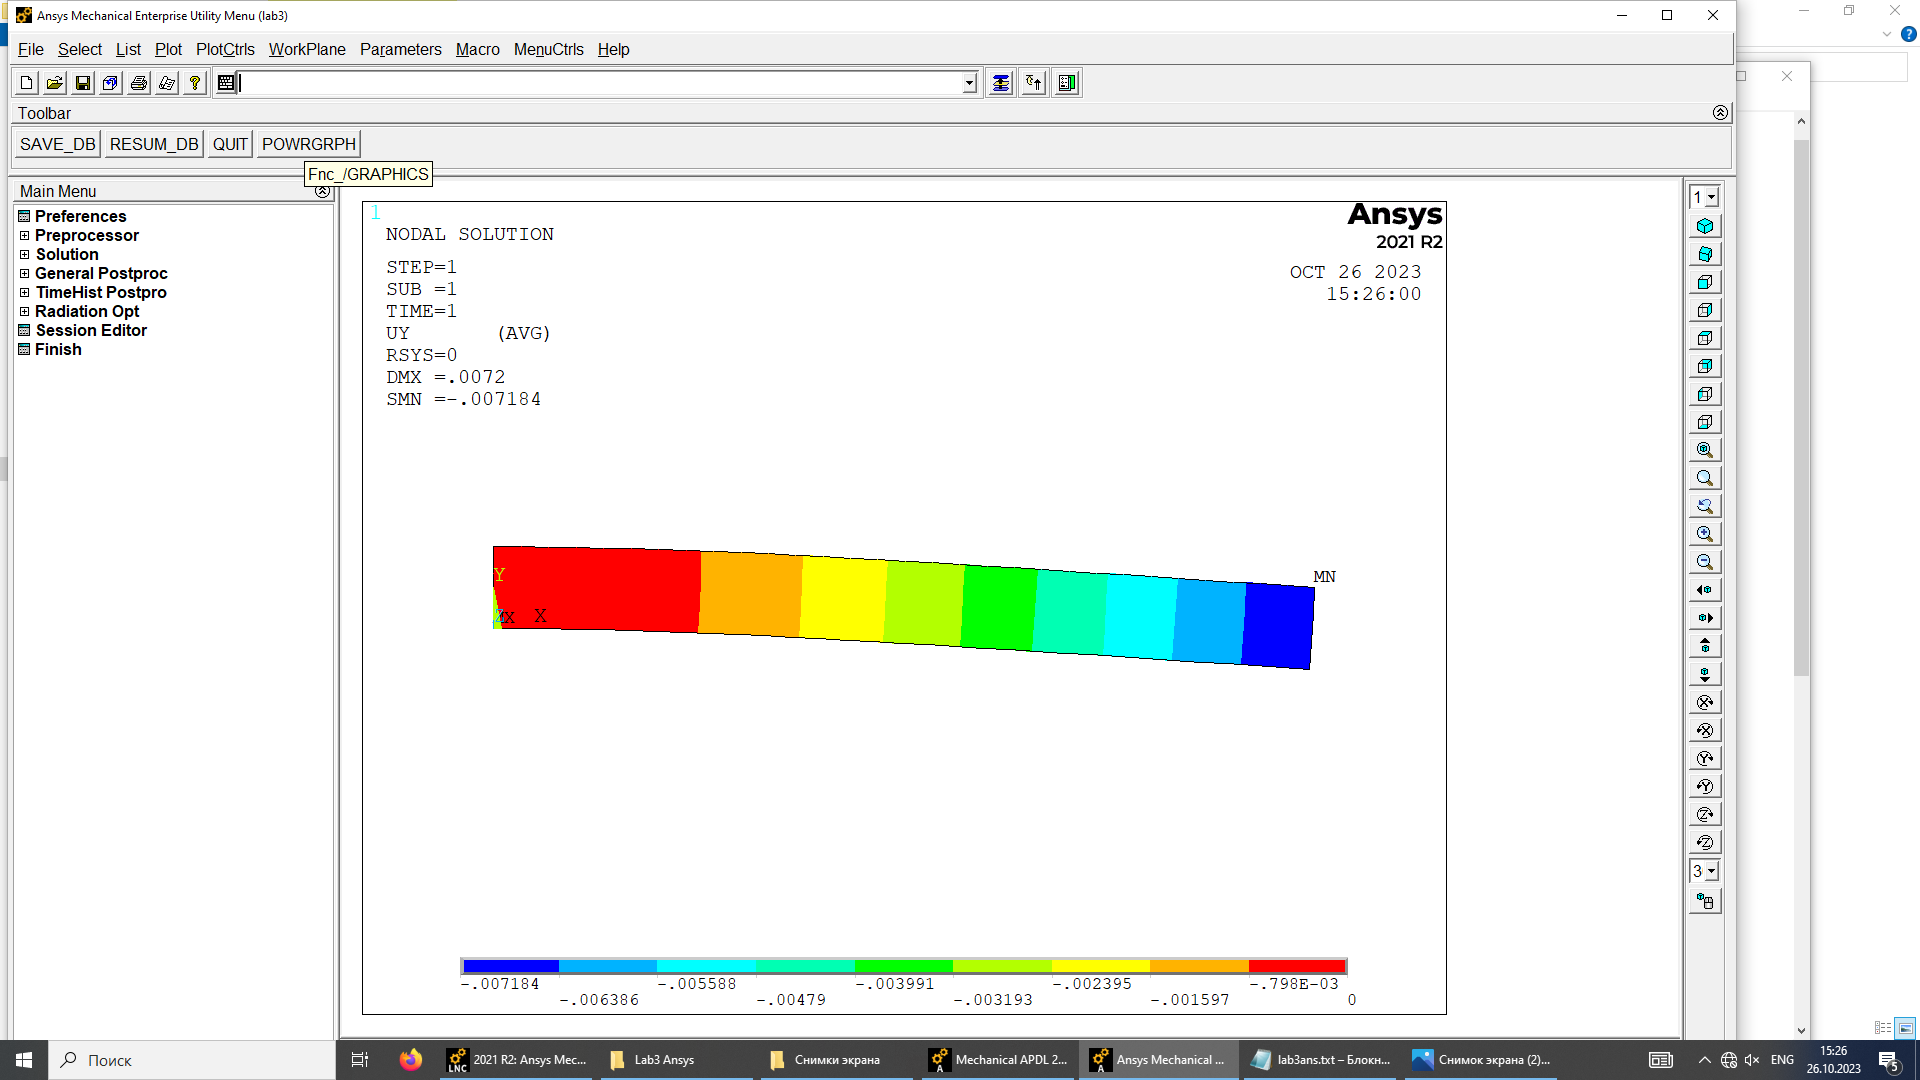 Ansys Mechanical Enterprise Utility Menu (lab3)
File Select List Plot PlotCtrls WorkPlane Parameters Macro MenuCtrls Help
Toolbar
SAVE_DB RESUM_DB QUIT POWRGRPH
Fnc_/GRAPHICS
Main Menu
Preferences
Preprocessor
Solution
General Postproc
TimeHist Postpro
Radiation Opt
Session Editor
Finish
1
NODAL SOLUTION
STEP=1
SUB =1
TIME=1
UY (AVG)
RSYS=0
DMX =.0072
SMN =-.007184
Ansys
2021 R2
OCT 26 2023
15:26:00
Y
MX X
MN
-.007184 -.005588 -.003991 -.002395 -.798E-03
-.006386 -.00479 -.003193 -.001597 0
1
3
Поиск
2021 R2: Ansys Mec...
Lab3 Ansys
Снимки экрана
Mechanical APDL 2...
Ansys Mechanical ...
lab3ans.txt – Блокн...
Снимок экрана (2)...
ENG
15:26
26.10.2023
5